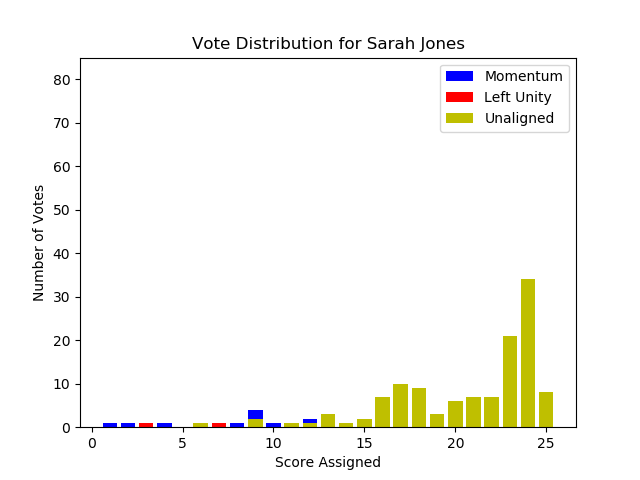 Vote Distribution for Sarah Jones
Momentum
Left Unity
Unaligned
Number of Votes
80
70
60
50
40
30
20
10
0
0 5 10 15 20 25
Score Assigned